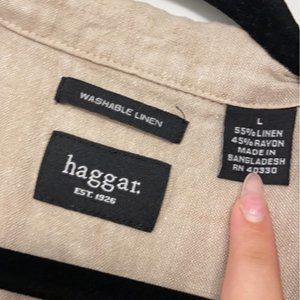 WASHABLE LINEN
haggar.
EST. 1926
L
55% LINEN
45% RAYON
MADE IN
BANGLADESH
RN 40330